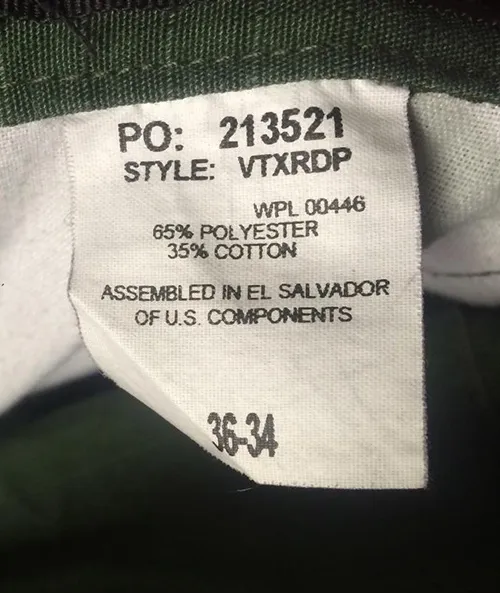 PO: 213521
STYLE: VTXRDP
WPL 00446
65% POLYESTER
35% COTTON
ASSEMBLED IN EL SALVADOR
OF U.S. COMPONENTS
36-34